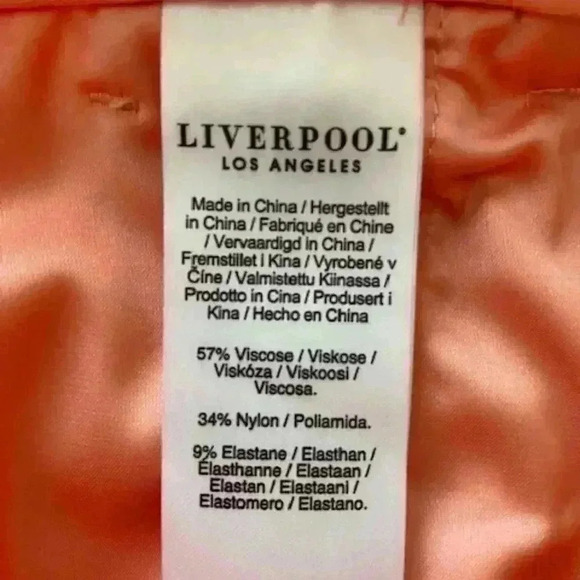 LIVERPOOL®
LOS ANGELES
Made in China / Hergestellt
in China / Fabriqué en Chine
/ Vervaardigd in China /
Fremstillet i Kina / Vyrobené v
Číne / Valmistettu Kiinassa /
Prodotto in Cina / Produsert i
Kina / Hecho en China
57% Viscose / Viskose /
Viskóza / Viskoosi /
Viscosa.
34% Nylon / Poliamida.
9% Elastane / Elasthan /
Élasthanne / Elastaan /
Elastan / Elastaani /
Elastomero / Elastano.